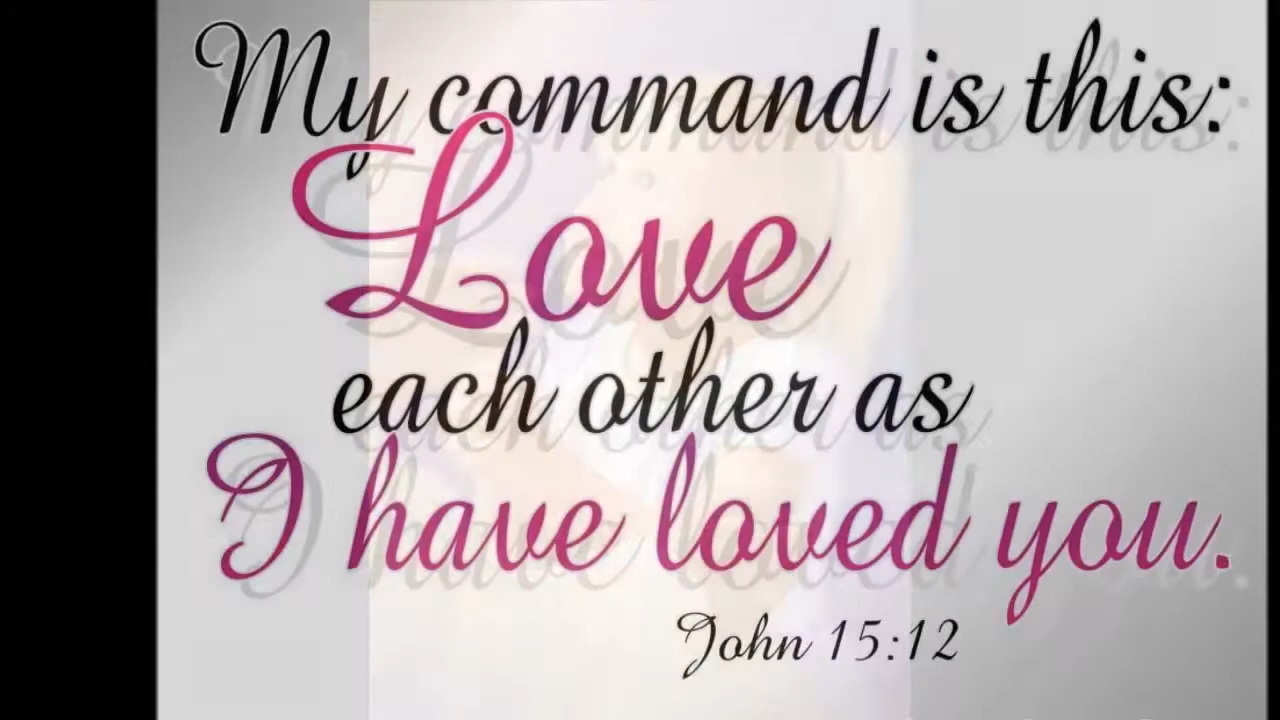 My command is this:
Love
each other as
I have loved you.
John 15:12